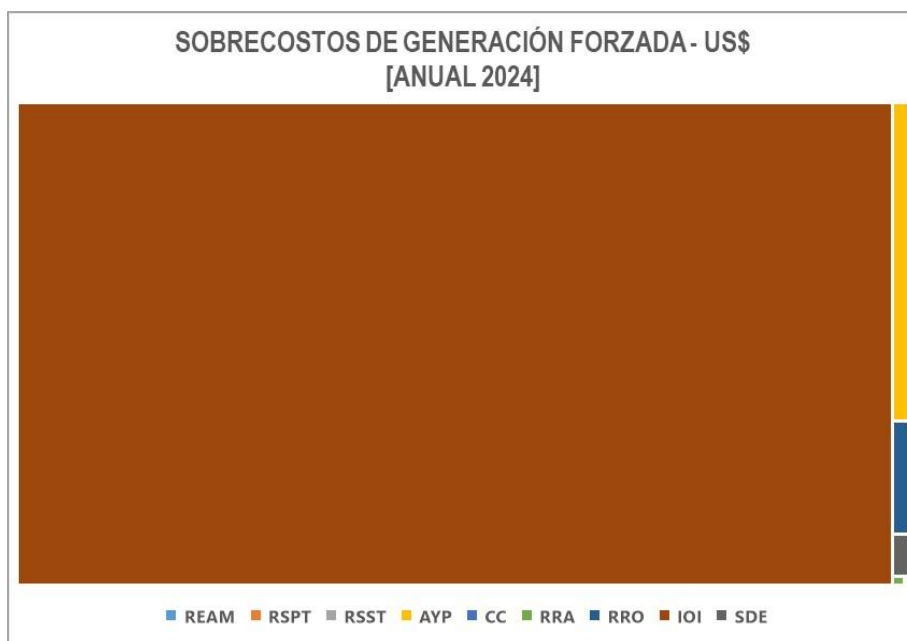 SOBRECOSTOS DE GENERACIÓN FORZADA - US$
[ANUAL 2024]
REAM RSPT RSST AYP CC RRA RRO IOI SDE